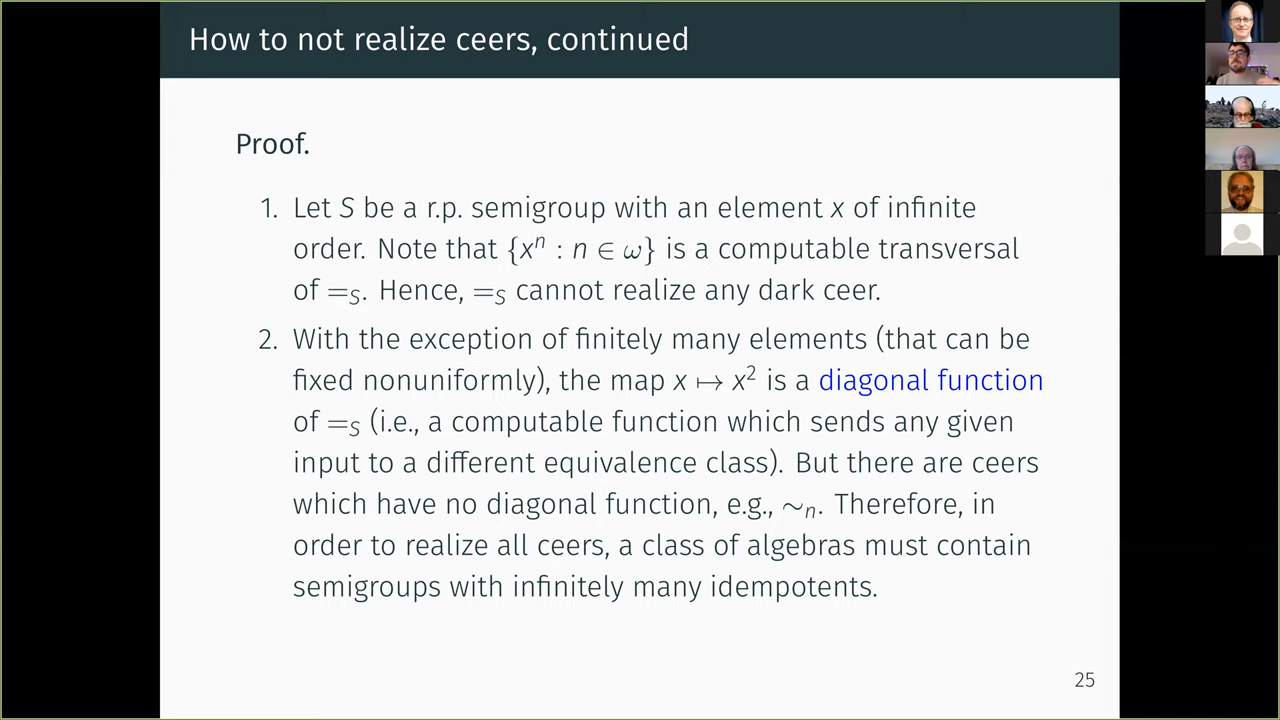 How to not realize ceers, continued
Proof.
1. Let S be a r.p. semigroup with an element x of infinite
order. Note that {xⁿ : n ∈ ω} is a computable transversal
of =ₛ. Hence, =ₛ cannot realize any dark ceer.
2. With the exception of finitely many elements (that can be
fixed nonuniformly), the map x ↦ x² is a diagonal function
of =ₛ (i.e., a computable function which sends any given
input to a different equivalence class). But there are ceers
which have no diagonal function, e.g., ∼ₙ. Therefore, in
order to realize all ceers, a class of algebras must contain
semigroups with infinitely many idempotents.
25